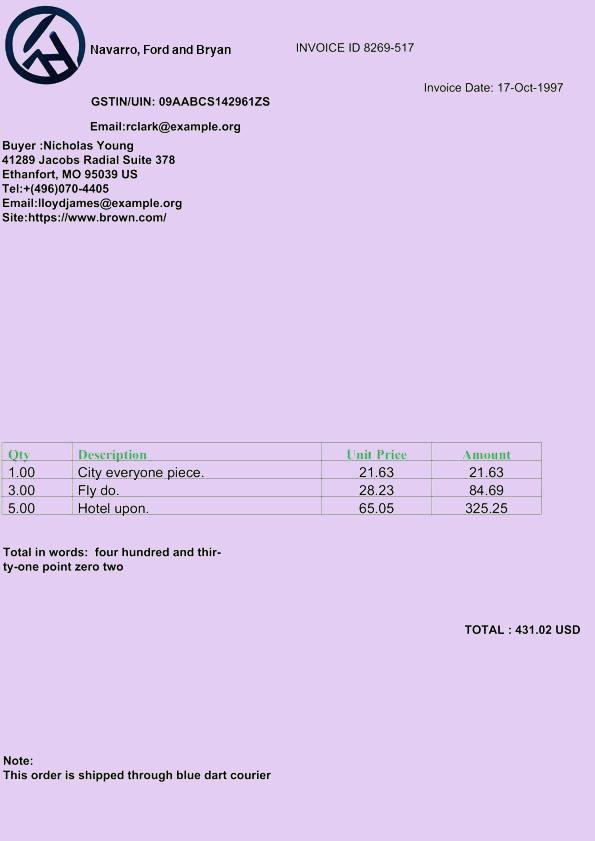 Navarro, Ford and Bryan
INVOICE ID 8269-517
Invoice Date: 17-Oct-1997
GSTIN/UIN: 09AABCS142961ZS
Email:rclark@example.org
Buyer :Nicholas Young
41289 Jacobs Radial Suite 378
Ethanfort, MO 95039 US
Tel:+(496)070-4405
Email:lloydjames@example.org
Site:https://www.brown.com/
Qty Description Unit Price Amount
1.00 City everyone piece. 21.63 21.63
3.00 Fly do. 28.23 84.69
5.00 Hotel upon. 65.05 325.25
Total in words:  four hundred and thir-
ty-one point zero two
TOTAL : 431.02 USD
Note:
This order is shipped through blue dart courier